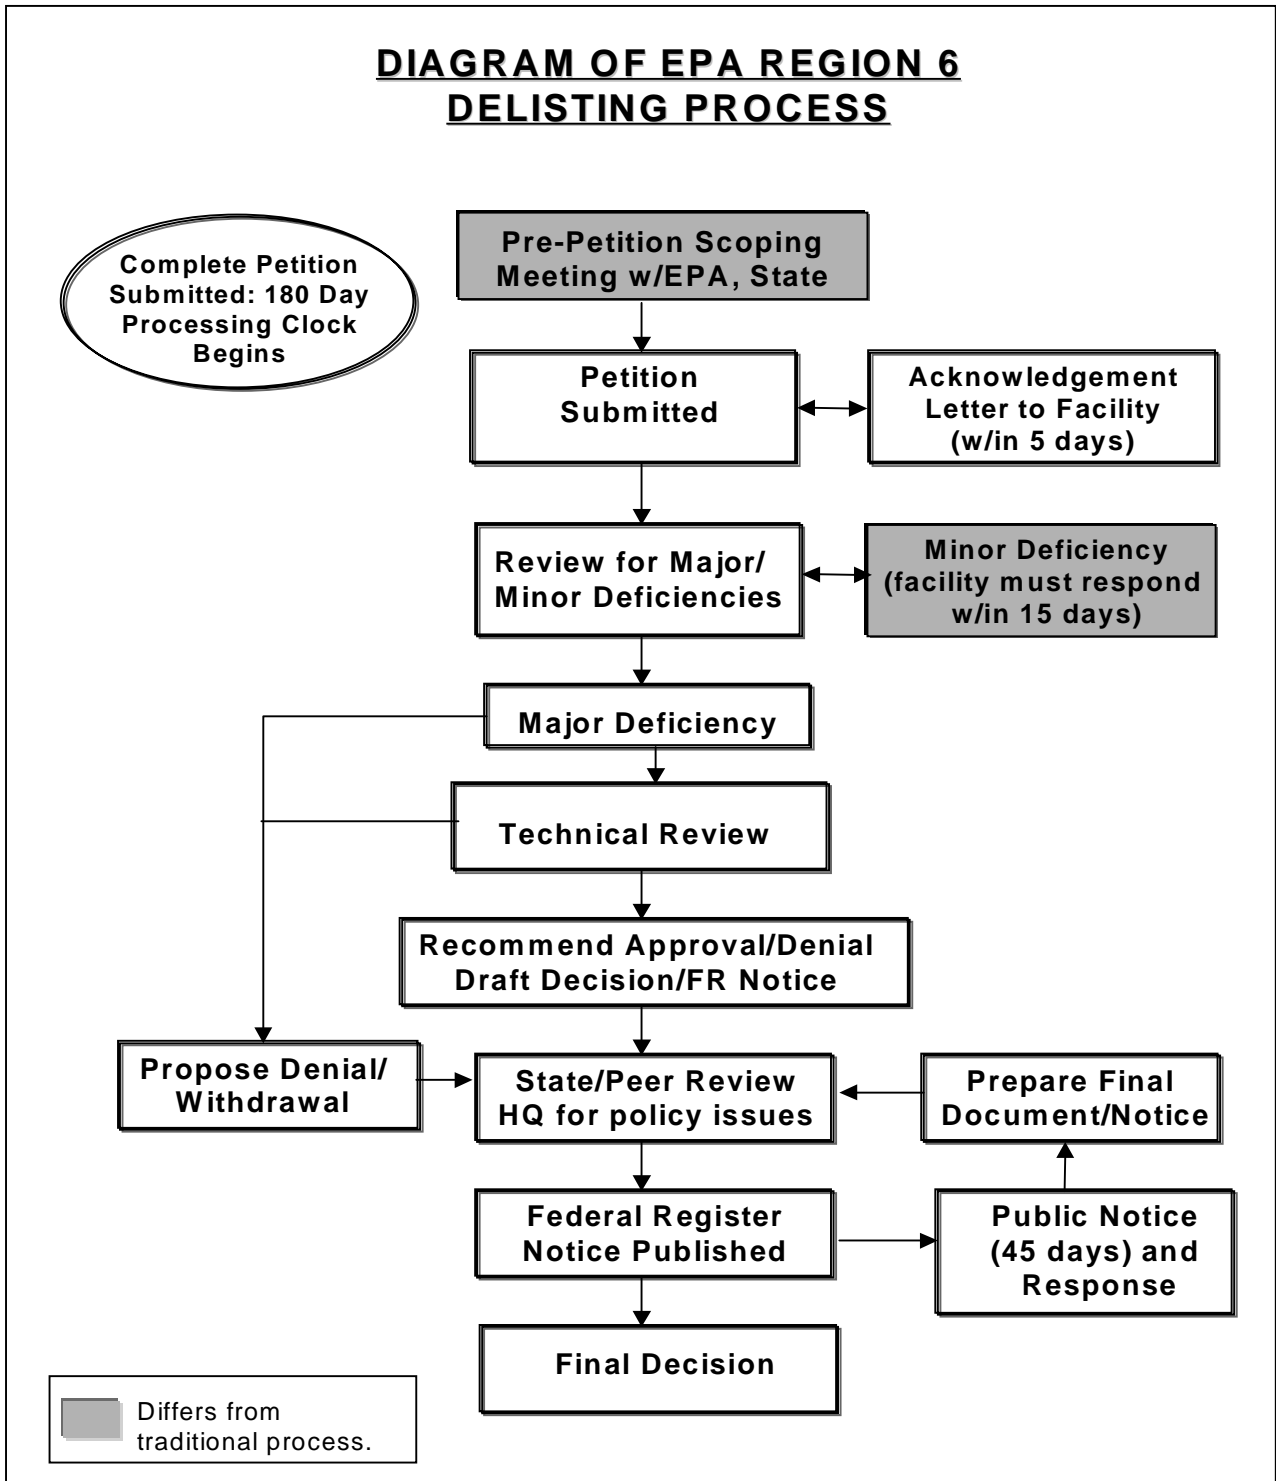 DIAGRAM OF EPA REGION 6
DELISTING PROCESS
Complete Petition
Submitted: 180 Day
Processing Clock
Begins
Pre-Petition Scoping
Meeting w/EPA, State
Petition
Submitted
Acknowledgement
Letter to Facility
(w/in 5 days)
Review for Major/
Minor Deficiencies
Minor Deficiency
(facility must respond
w/in 15 days)
Major Deficiency
Technical Review
Recommend Approval/Denial
Draft Decision/FR Notice
Propose Denial/
Withdrawal
State/Peer Review
HQ for policy issues
Prepare Final
Document/Notice
Federal Register
Notice Published
Public Notice
(45 days) and
Response
Final Decision
Differs from
traditional process.